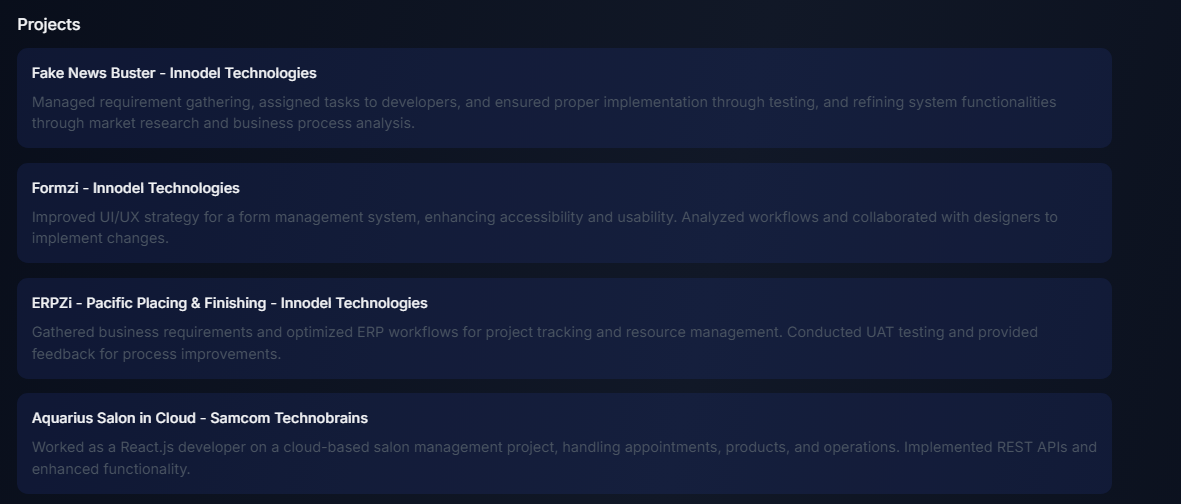 Projects
Fake News Buster - Innodel Technologies
Managed requirement gathering, assigned tasks to developers, and ensured proper implementation through testing, and refining system functionalities
through market research and business process analysis.
Formzi - Innodel Technologies
Improved UI/UX strategy for a form management system, enhancing accessibility and usability. Analyzed workflows and collaborated with designers to
implement changes.
ERPZi - Pacific Placing & Finishing - Innodel Technologies
Gathered business requirements and optimized ERP workflows for project tracking and resource management. Conducted UAT testing and provided
feedback for process improvements.
Aquarius Salon in Cloud - Samcom Technobrains
Worked as a React.js developer on a cloud-based salon management project, handling appointments, products, and operations. Implemented REST APIs and
enhanced functionality.